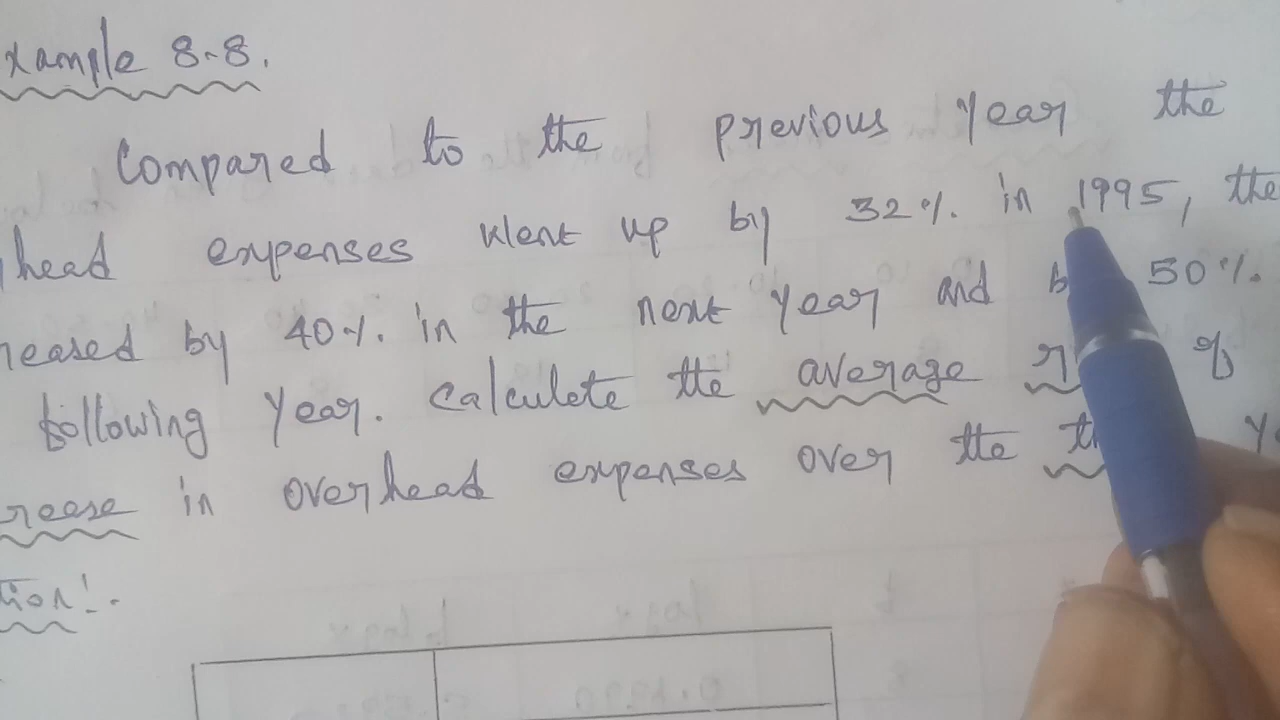 xample 8.8.
Compared to the previous year the
head expenses went up by 32%. in 1995, the
reased by 40%. in the next year and 50%.
following year. Calculate the average of
rease in overhead expenses over the
tion:-